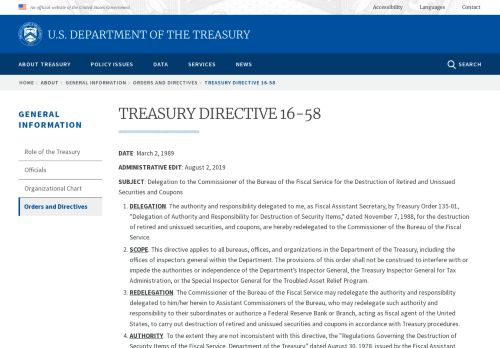 An official website of the United States Government
Accessibility Languages Contact
U.S. DEPARTMENT OF THE TREASURY
ABOUT TREASURY POLICY ISSUES DATA SERVICES NEWS SEARCH
HOME › ABOUT › GENERAL INFORMATION › ORDERS AND DIRECTIVES › TREASURY DIRECTIVE 16-58
GENERAL
INFORMATION
Role of the Treasury
Officials
Organizational Chart
Orders and Directives
TREASURY DIRECTIVE 16-58
DATE: March 2, 1989
ADMINISTRATIVE EDIT: August 2, 2019
SUBJECT: Delegation to the Commissioner of the Bureau of the Fiscal Service for the Destruction of Retired and Unissued
Securities and Coupons
1. DELEGATION. The authority and responsibility delegated to me, as Fiscal Assistant Secretary, by Treasury Order 135-01,
"Delegation of Authority and Responsibility for Destruction of Security Items," dated November 7, 1988, for the destruction
of retired and unissued securities, and coupons, are hereby redelegated to the Commissioner of the Bureau of the Fiscal
Service.
2. SCOPE. This directive applies to all bureaus, offices, and organizations in the Department of the Treasury, including the
offices of inspectors general within the Department. The provisions of this order shall not be construed to interfere with or
impede the authorities or independence of the Department's Inspector General, the Treasury Inspector General for Tax
Administration, or the Special Inspector General for the Troubled Asset Relief Program.
3. REDELEGATION. The Commissioner of the Bureau of the Fiscal Service may redelegate the authority and responsibility
delegated to him/her herein to Assistant Commissioners of the Bureau, who may redelegate such authority and
responsibility to their subordinates or authorize a Federal Reserve Bank or Branch, acting as fiscal agent of the United
States, to carry out destruction of retired and unissued securities and coupons in accordance with Treasury procedures.
4. AUTHORITY. To the extent they are not inconsistent with this directive, the "Regulations Governing the Destruction of
Security Items of the Fiscal Service, Department of the Treasury," dated August 30, 1978, issued by the Fiscal Assistant